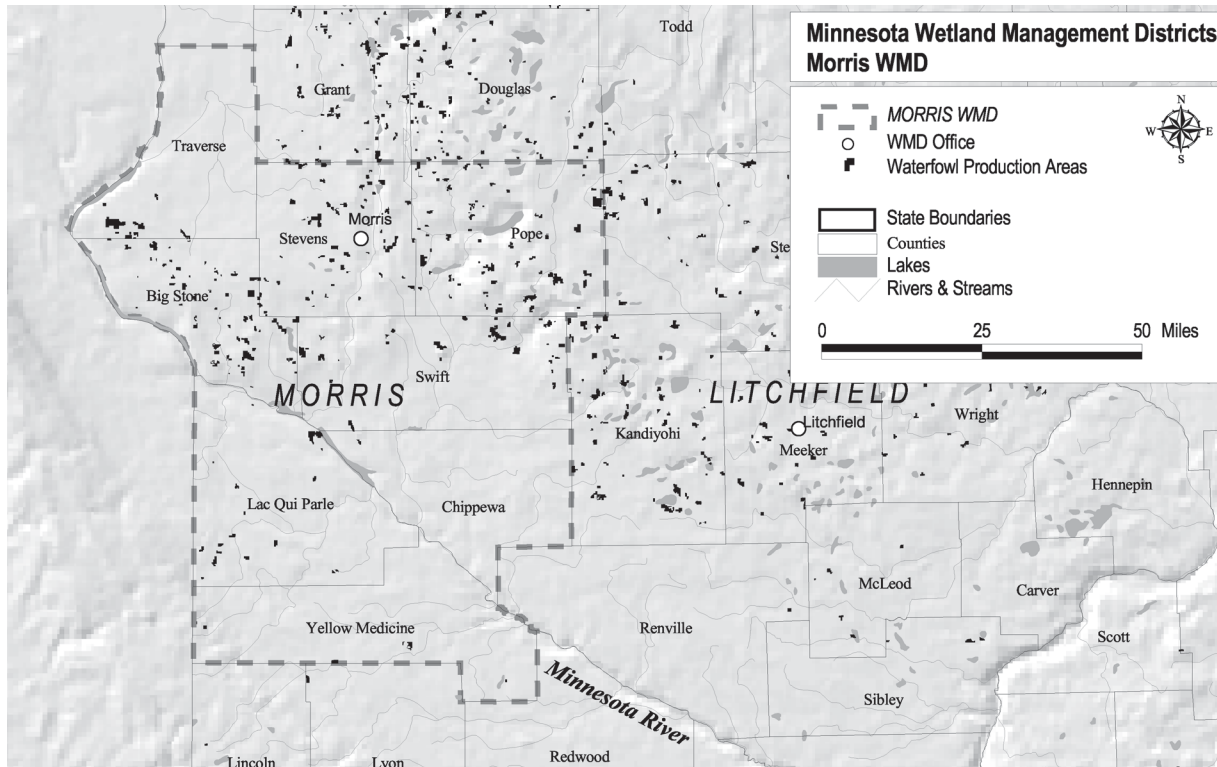 Minnesota Wetland Management Districts
Morris WMD
N
W E
S
MORRIS WMD
WMD Office
Waterfowl Production Areas
State Boundaries
Counties
Lakes
Rivers & Streams
0 25 50 Miles
Todd
Grant
Douglas
Traverse
Morris
Stevens
Pope
Ste
Big Stone
Swift
MORRIS
LITCHFIELD
Wright
Litchfield
Kandiyohi
Meeker
Hennepin
Lac Qui Parle
Chippewa
McLeod
Carver
Yellow Medicine
Renville
Scott
Minnesota River
Sibley
Redwood
Lincoln
Lyon